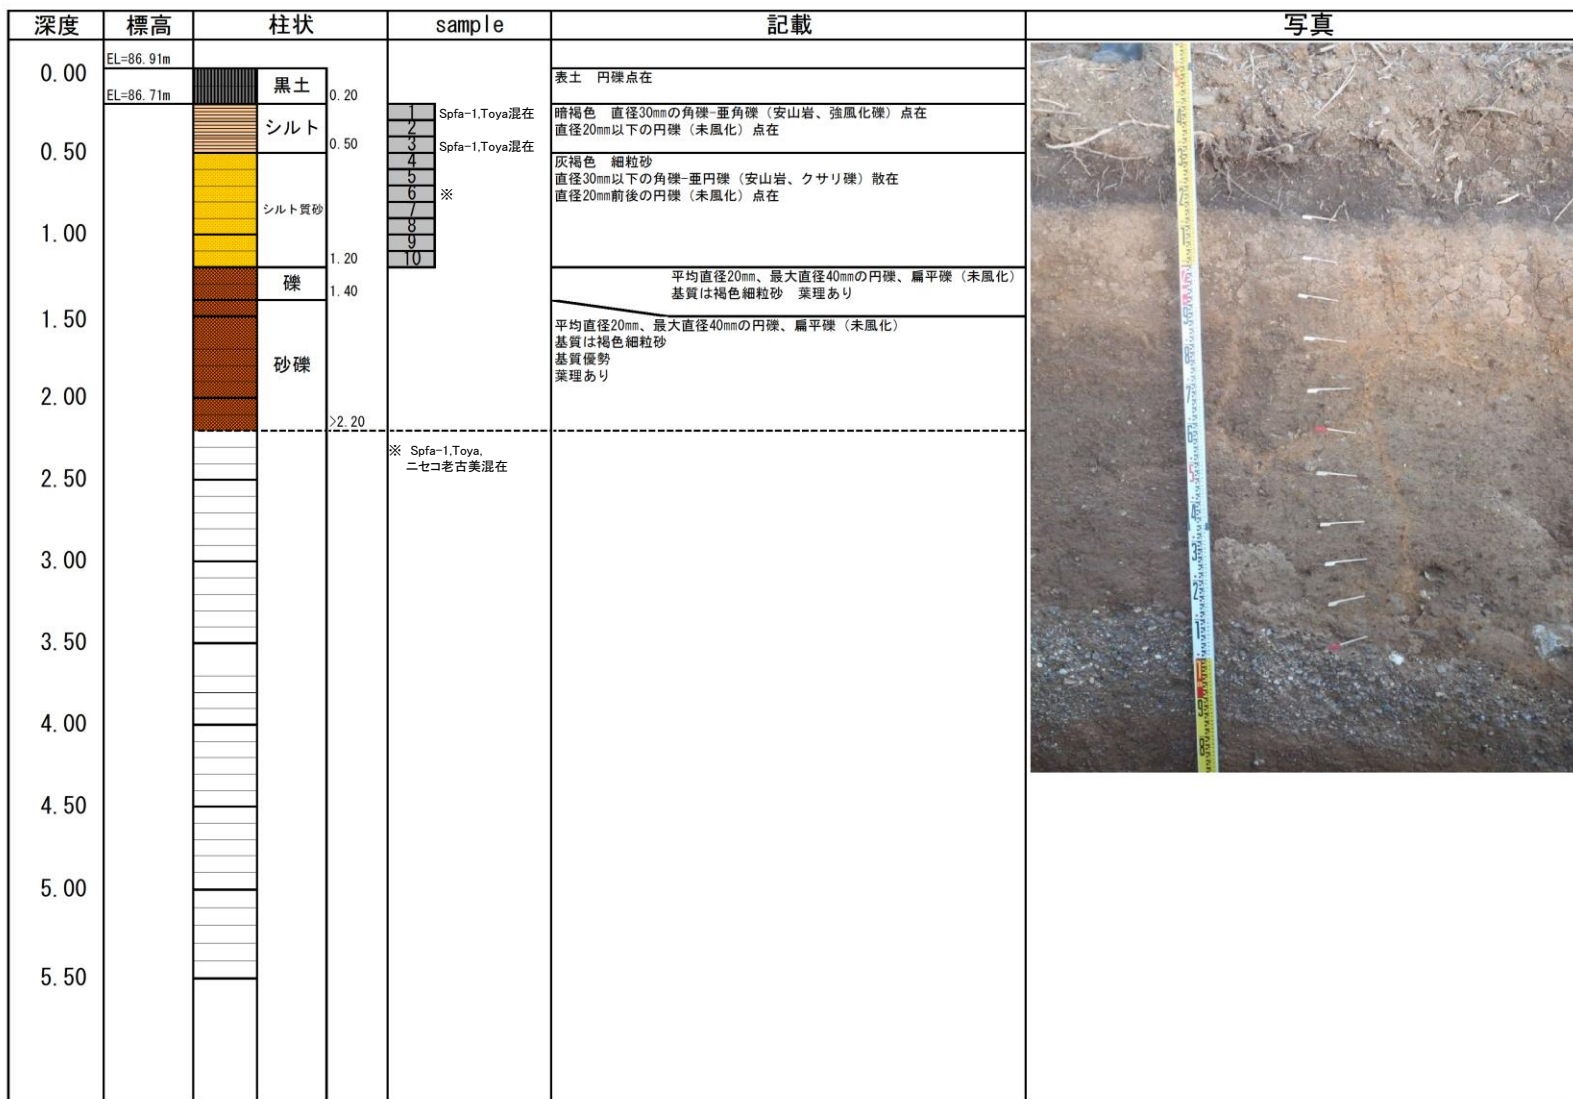 深度 標高 柱状 sample 記載 写真
EL=86.91m
0.00
黒土
表土 円礫点在
EL=86.71m
0.20
シルト
1 Spfa-1,Toya混在
2
3 Spfa-1,Toya混在
暗褐色 直径30mmの角礫-亜角礫（安山岩、強風化礫）点在
直径20mm以下の円礫（未風化）点在
0.50
0.50
シルト質砂
4
5
6 ※
7
8
9
10
灰褐色 細粒砂
直径30mm以下の角礫-亜円礫（安山岩、クサリ礫）散在
直径20mm前後の円礫（未風化）点在
1.00
1.20
礫
平均直径20mm、最大直径40mmの円礫、扁平礫（未風化）
基質は褐色細粒砂 葉理あり
1.40
1.50
砂礫
平均直径20mm、最大直径40mmの円礫、扁平礫（未風化）
基質は褐色細粒砂
基質優勢
葉理あり
2.00
>2.20
※ Spfa-1,Toya,
ニセコ老古美混在
2.50
3.00
3.50
4.00
4.50
5.00
5.50